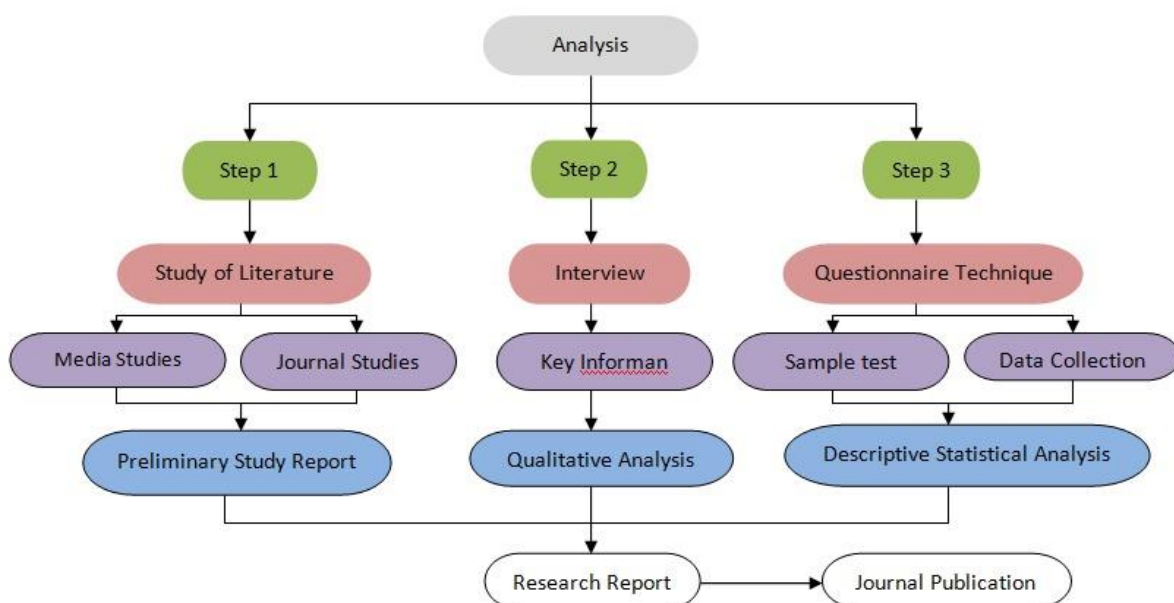 Analysis
Step 1
Step 2
Step 3
Study of Literature
Interview
Questionnaire Technique
Media Studies
Journal Studies
Key Informan
Sample test
Data Collection
Preliminary Study Report
Qualitative Analysis
Descriptive Statistical Analysis
Research Report
Journal Publication